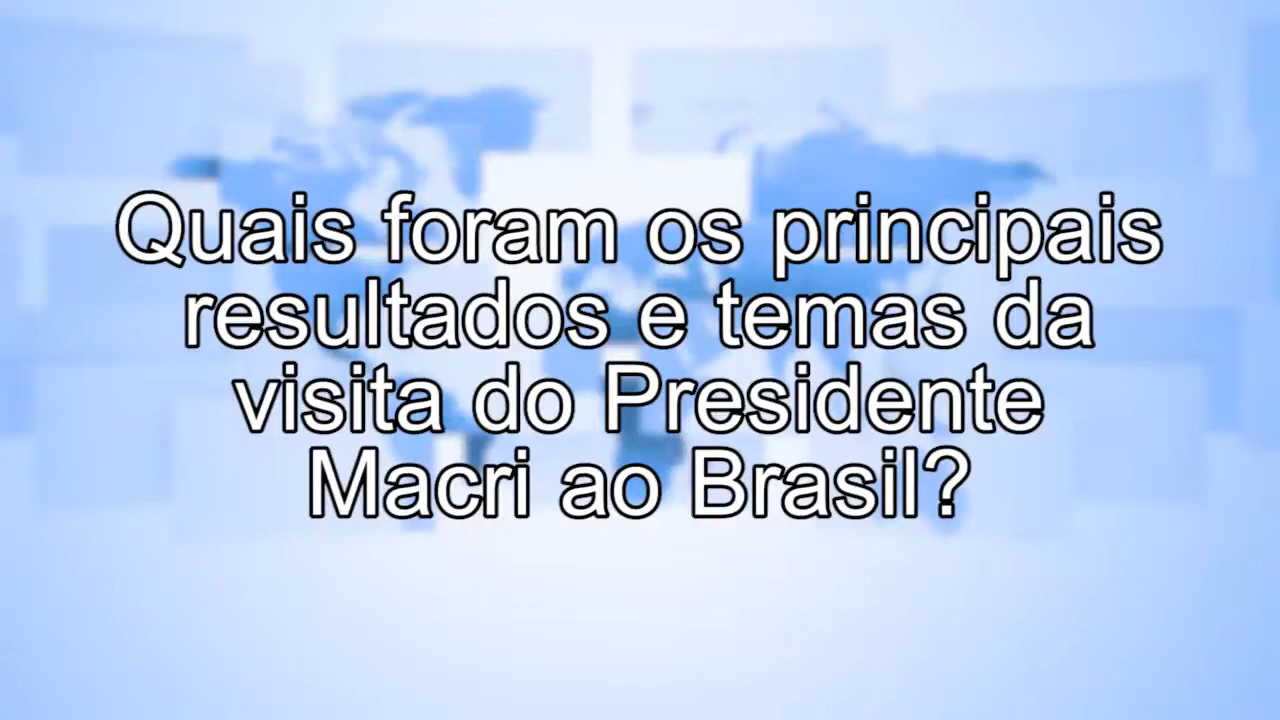 Quais foram os principais
resultados e temas da
visita do Presidente
Macri ao Brasil?